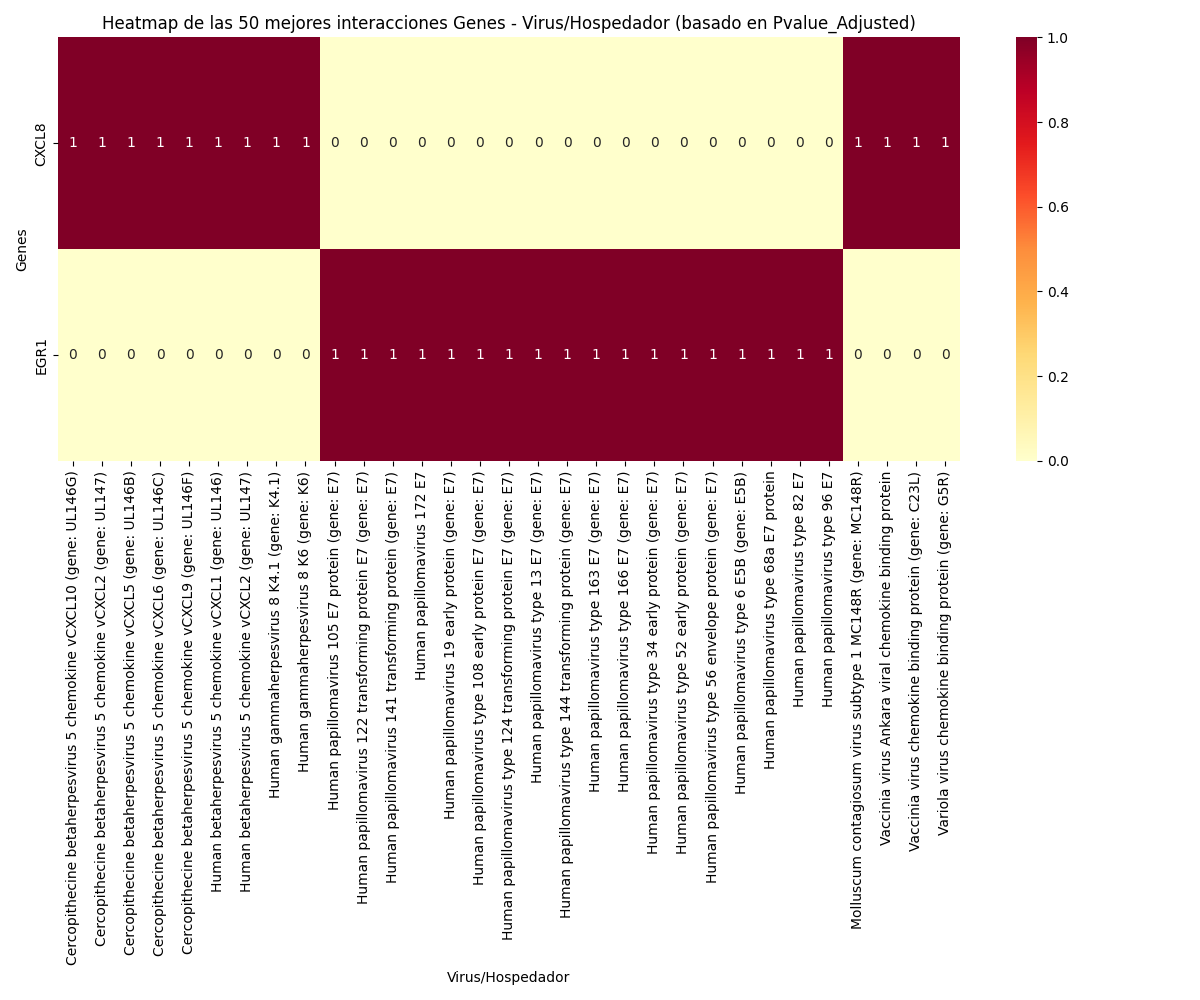 Heatmap de las 50 mejores interacciones Genes - Virus/Hospedador (basado en Pvalue_Adjusted)
Genes
CXCL8
1 1 1 1 1 1 1 1 1 0 0 0 0 0 0 0 0 0 0 0 0 0 0 0 0 0 0 1 1 1 1
EGR1
0 0 0 0 0 0 0 0 0 1 1 1 1 1 1 1 1 1 1 1 1 1 1 1 1 1 1 0 0 0 0
Cercopithecine betaherpesvirus 5 chemokine vCXCL10 (gene: UL146G)
Cercopithecine betaherpesvirus 5 chemokine vCXCL2 (gene: UL147)
Cercopithecine betaherpesvirus 5 chemokine vCXCL5 (gene: UL146B)
Cercopithecine betaherpesvirus 5 chemokine vCXCL6 (gene: UL146C)
Cercopithecine betaherpesvirus 5 chemokine vCXCL9 (gene: UL146F)
Human betaherpesvirus 5 chemokine vCXCL1 (gene: UL146)
Human betaherpesvirus 5 chemokine vCXCL2 (gene: UL147)
Human gammaherpesvirus 8 K4.1 (gene: K4.1)
Human gammaherpesvirus 8 K6 (gene: K6)
Human papillomavirus 105 E7 protein (gene: E7)
Human papillomavirus 122 transforming protein E7 (gene: E7)
Human papillomavirus 141 transforming protein (gene: E7)
Human papillomavirus 172 E7
Human papillomavirus 19 early protein E7 (gene: E7)
Human papillomavirus type 108 early protein E7 (gene: E7)
Human papillomavirus type 124 transforming protein E7 (gene: E7)
Human papillomavirus type 13 E7 (gene: E7)
Human papillomavirus type 144 transforming protein (gene: E7)
Human papillomavirus type 163 E7 (gene: E7)
Human papillomavirus type 166 E7 (gene: E7)
Human papillomavirus type 34 early protein (gene: E7)
Human papillomavirus type 52 early protein (gene: E7)
Human papillomavirus type 56 envelope protein (gene: E7)
Human papillomavirus type 6 E5B (gene: E5B)
Human papillomavirus type 68a E7 protein
Human papillomavirus type 82 E7
Human papillomavirus type 96 E7
Molluscum contagiosum virus subtype 1 MC148R (gene: MC148R)
Vaccinia virus Ankara viral chemokine binding protein
Vaccinia virus chemokine binding protein (gene: C23L)
Variola virus chemokine binding protein (gene: G5R)
Virus/Hospedador
1.0
0.8
0.6
0.4
0.2
0.0